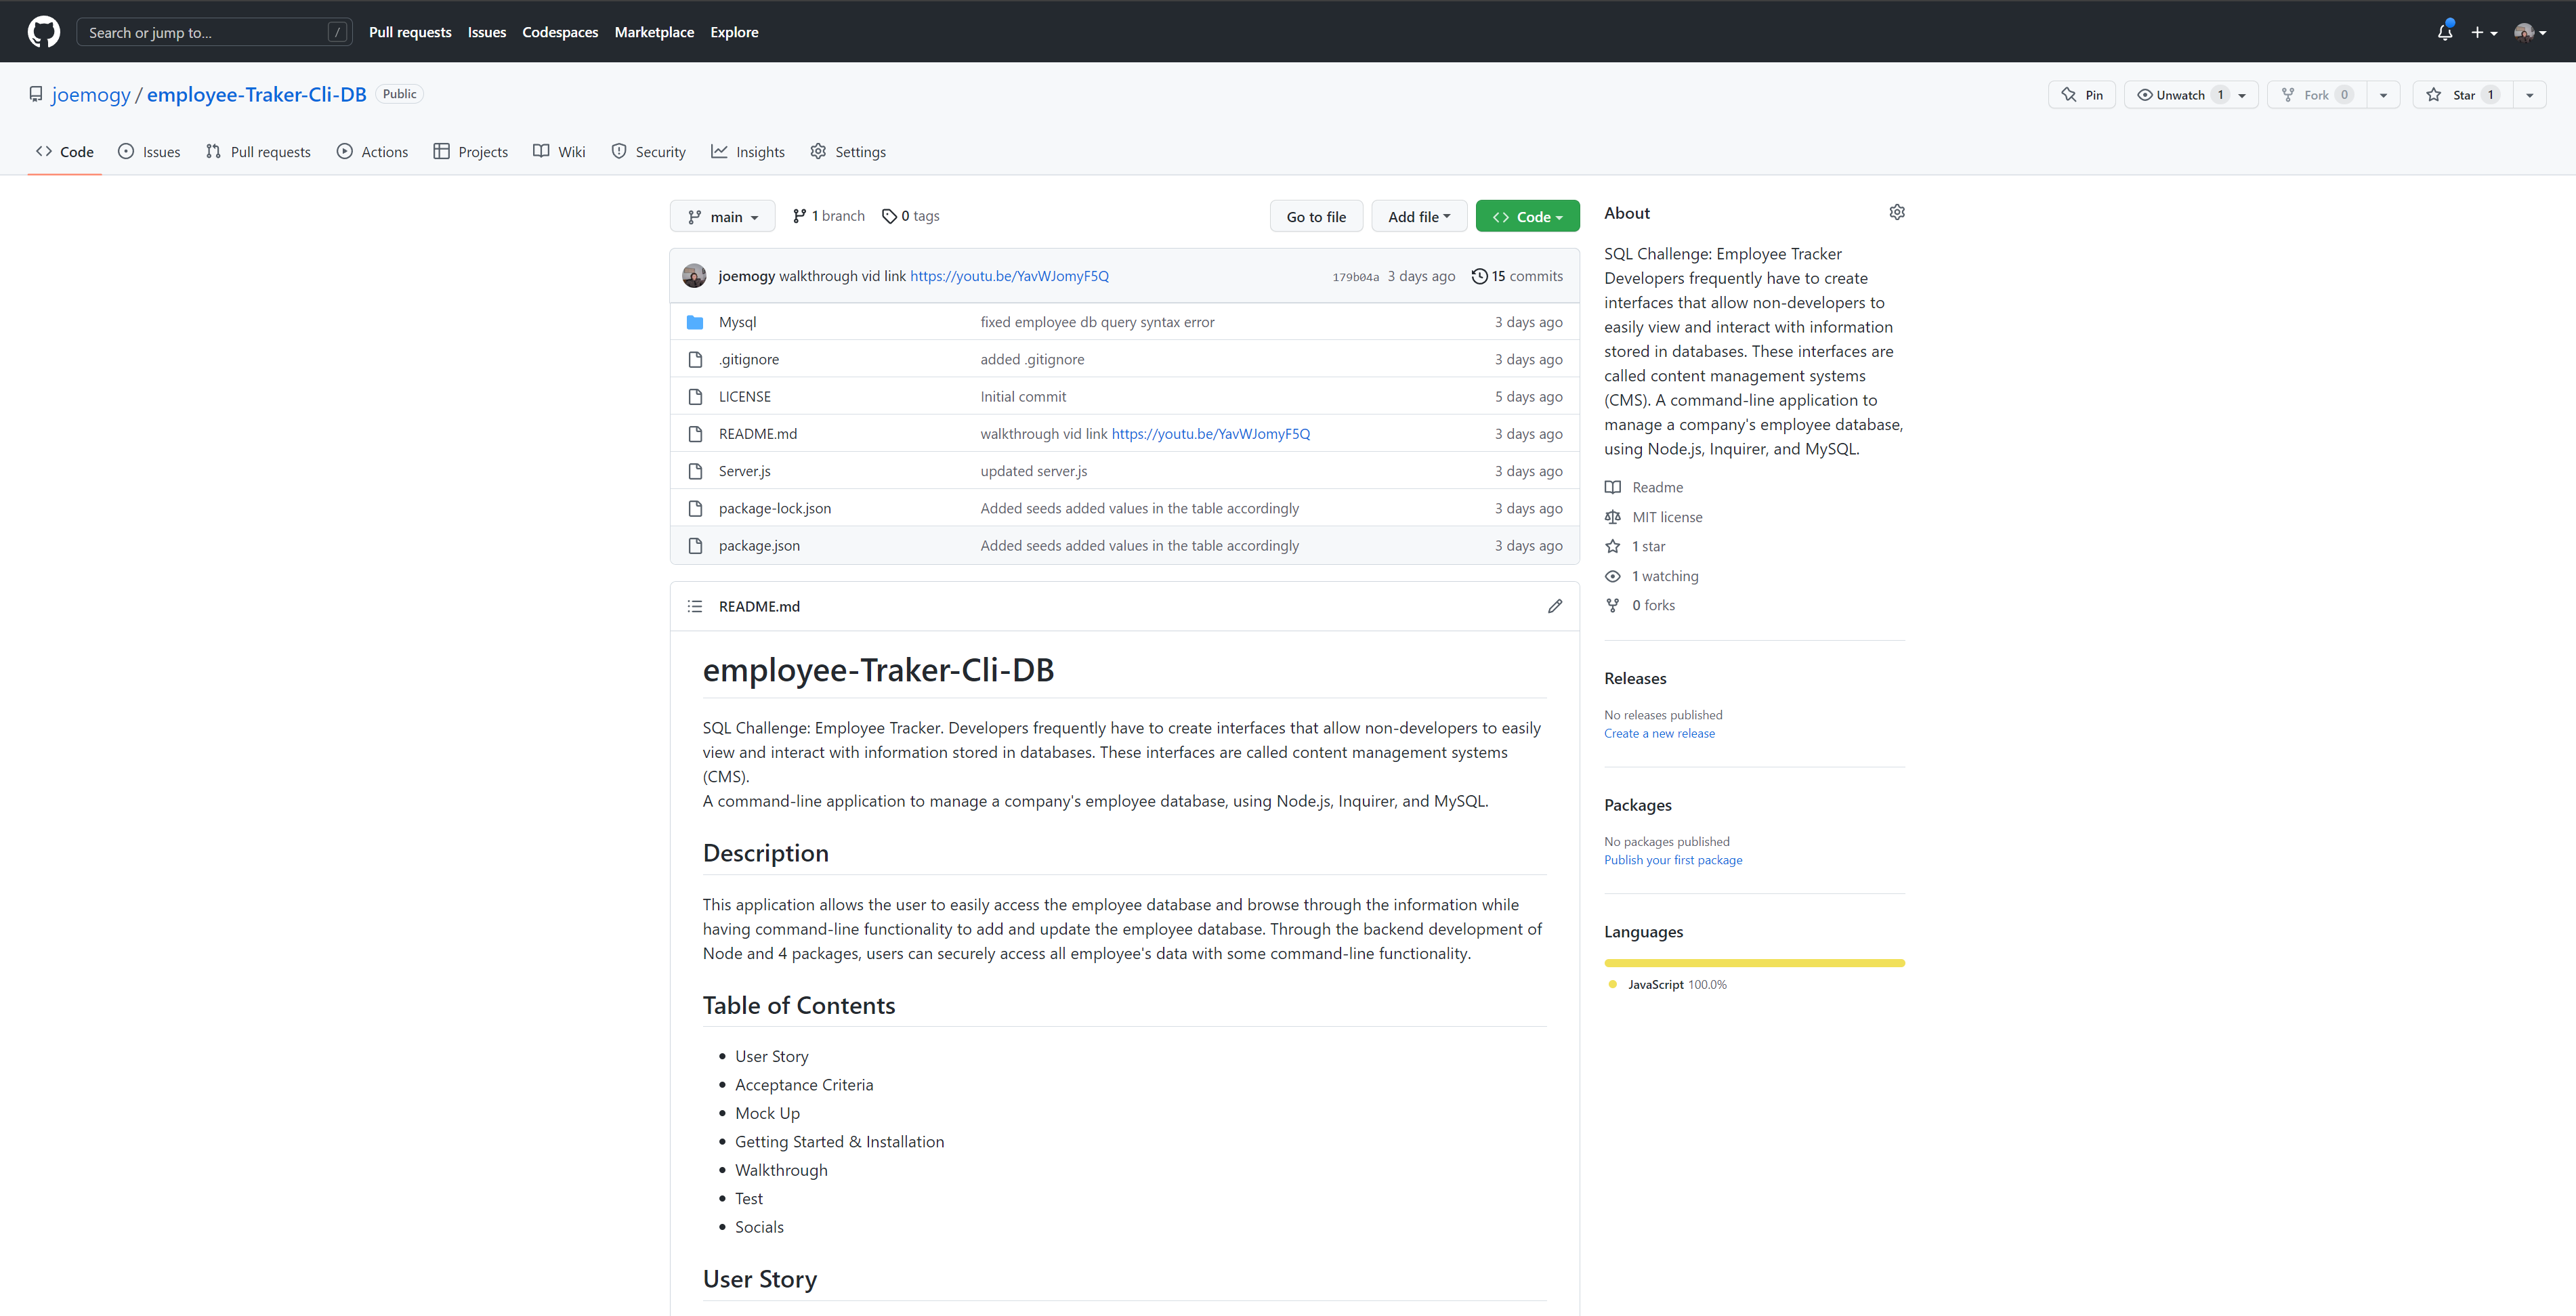 Search or jump to... /
Pull requests Issues Codespaces Marketplace Explore
joemogy / employee-Traker-Cli-DB Public
Pin Unwatch 1 Fork 0 Star 1
Code Issues Pull requests Actions Projects Wiki Security Insights Settings
main 1 branch 0 tags Go to file Add file Code
joemogy walkthrough vid link https://youtu.be/YavWJomyF5Q 179b04a 3 days ago 15 commits
Mysql fixed employee db query syntax error 3 days ago
.gitignore added .gitignore 3 days ago
LICENSE Initial commit 5 days ago
README.md walkthrough vid link https://youtu.be/YavWJomyF5Q 3 days ago
Server.js updated server.js 3 days ago
package-lock.json Added seeds added values in the table accordingly 3 days ago
package.json Added seeds added values in the table accordingly 3 days ago
README.md
employee-Traker-Cli-DB
SQL Challenge: Employee Tracker. Developers frequently have to create interfaces that allow non-developers to easily
view and interact with information stored in databases. These interfaces are called content management systems
(CMS).
A command-line application to manage a company's employee database, using Node.js, Inquirer, and MySQL.
Description
This application allows the user to easily access the employee database and browse through the information while
having command-line functionality to add and update the employee database. Through the backend development of
Node and 4 packages, users can securely access all employee's data with some command-line functionality.
Table of Contents
User Story
Acceptance Criteria
Mock Up
Getting Started & Installation
Walkthrough
Test
Socials
User Story
About
SQL Challenge: Employee Tracker
Developers frequently have to create
interfaces that allow non-developers to
easily view and interact with information
stored in databases. These interfaces are
called content management systems
(CMS). A command-line application to
manage a company's employee database,
using Node.js, Inquirer, and MySQL.
Readme
MIT license
1 star
1 watching
0 forks
Releases
No releases published
Create a new release
Packages
No packages published
Publish your first package
Languages
JavaScript 100.0%